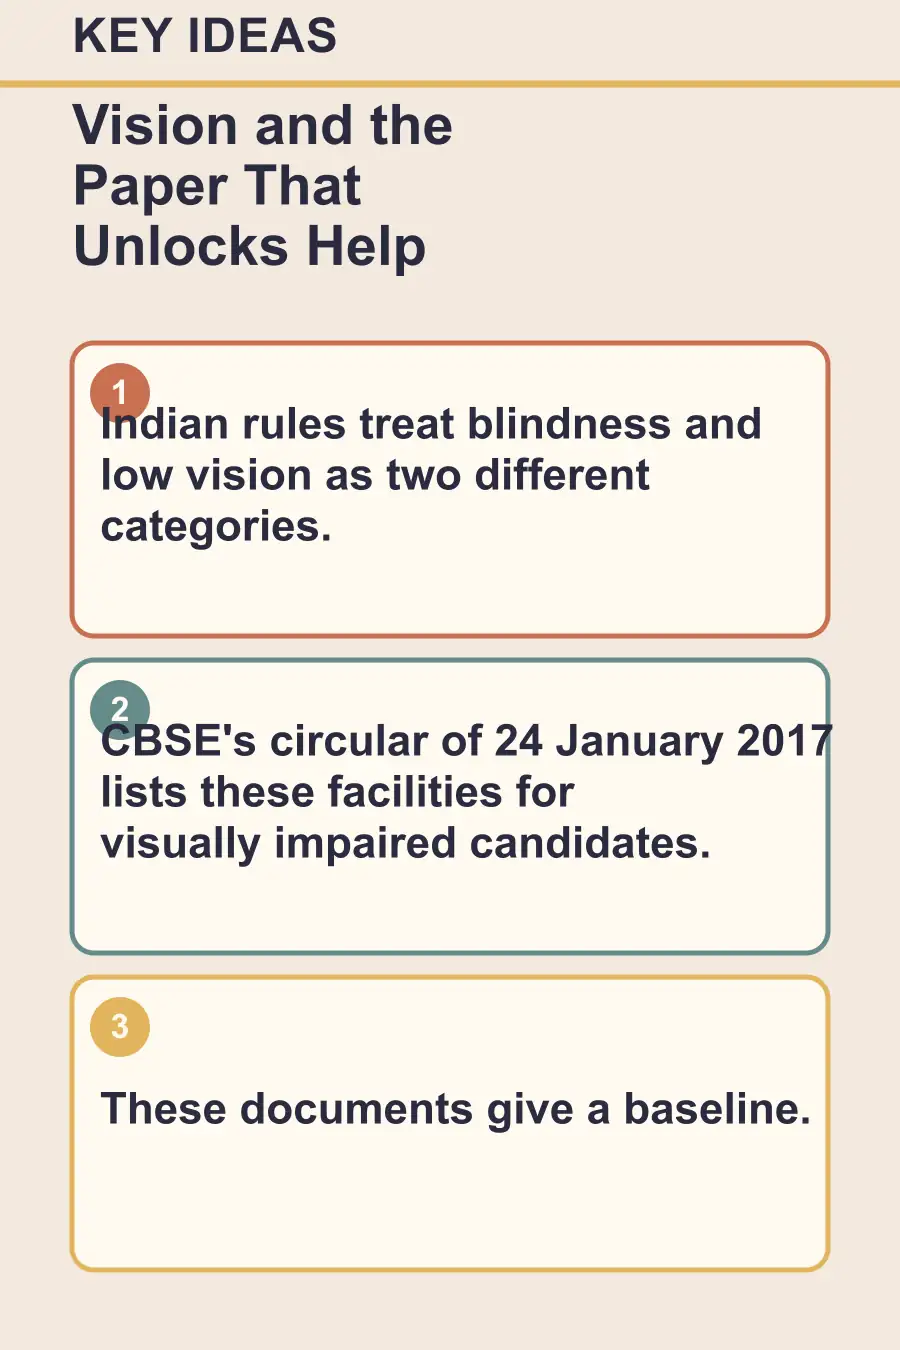 KEY IDEAS
Vision and the
Paper That
Unlocks Help
1
Indian rules treat blindness and
low vision as two different
categories.
2
CBSE's circular of 24 January 2017
lists these facilities for
visually impaired candidates.
3
These documents give a baseline.